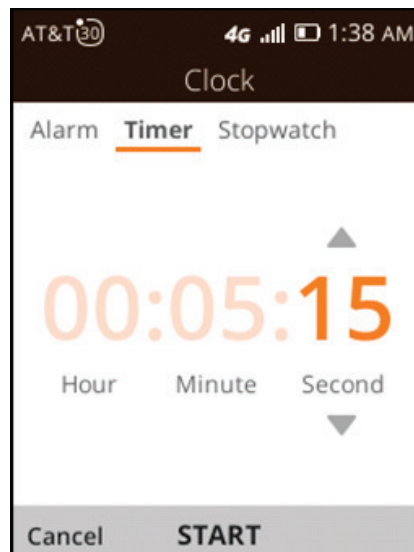 AT&T 30 4G 1:38 AM
Clock
Alarm Timer Stopwatch
00:05:15
Hour Minute Second
Cancel START